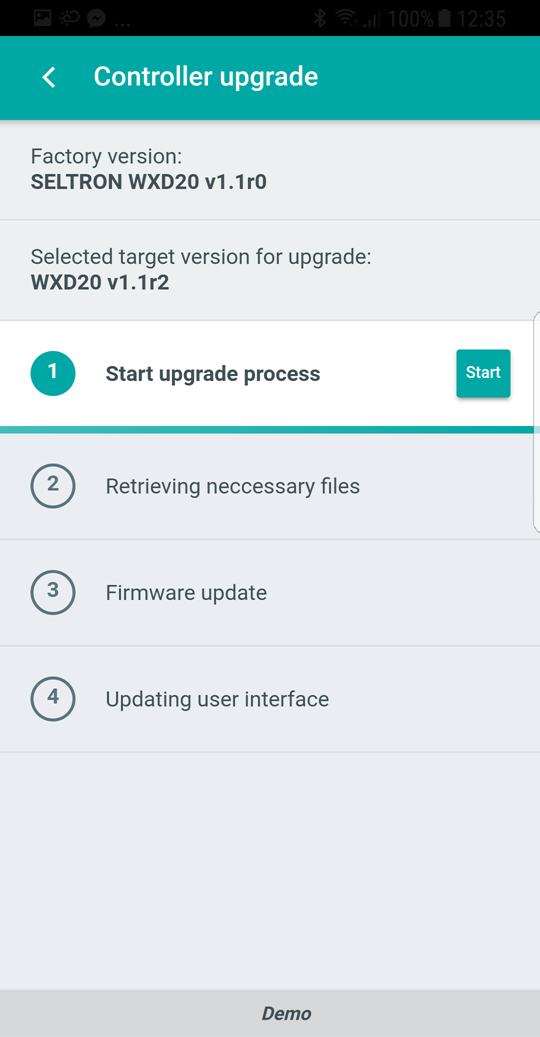 ... 100% 12:35
Controller upgrade
Factory version:
SELTRON WXD20 v1.1r0
Selected target version for upgrade:
WXD20 v1.1r2
1 Start upgrade process Start
2 Retrieving neccessary files
3 Firmware update
4 Updating user interface
Demo